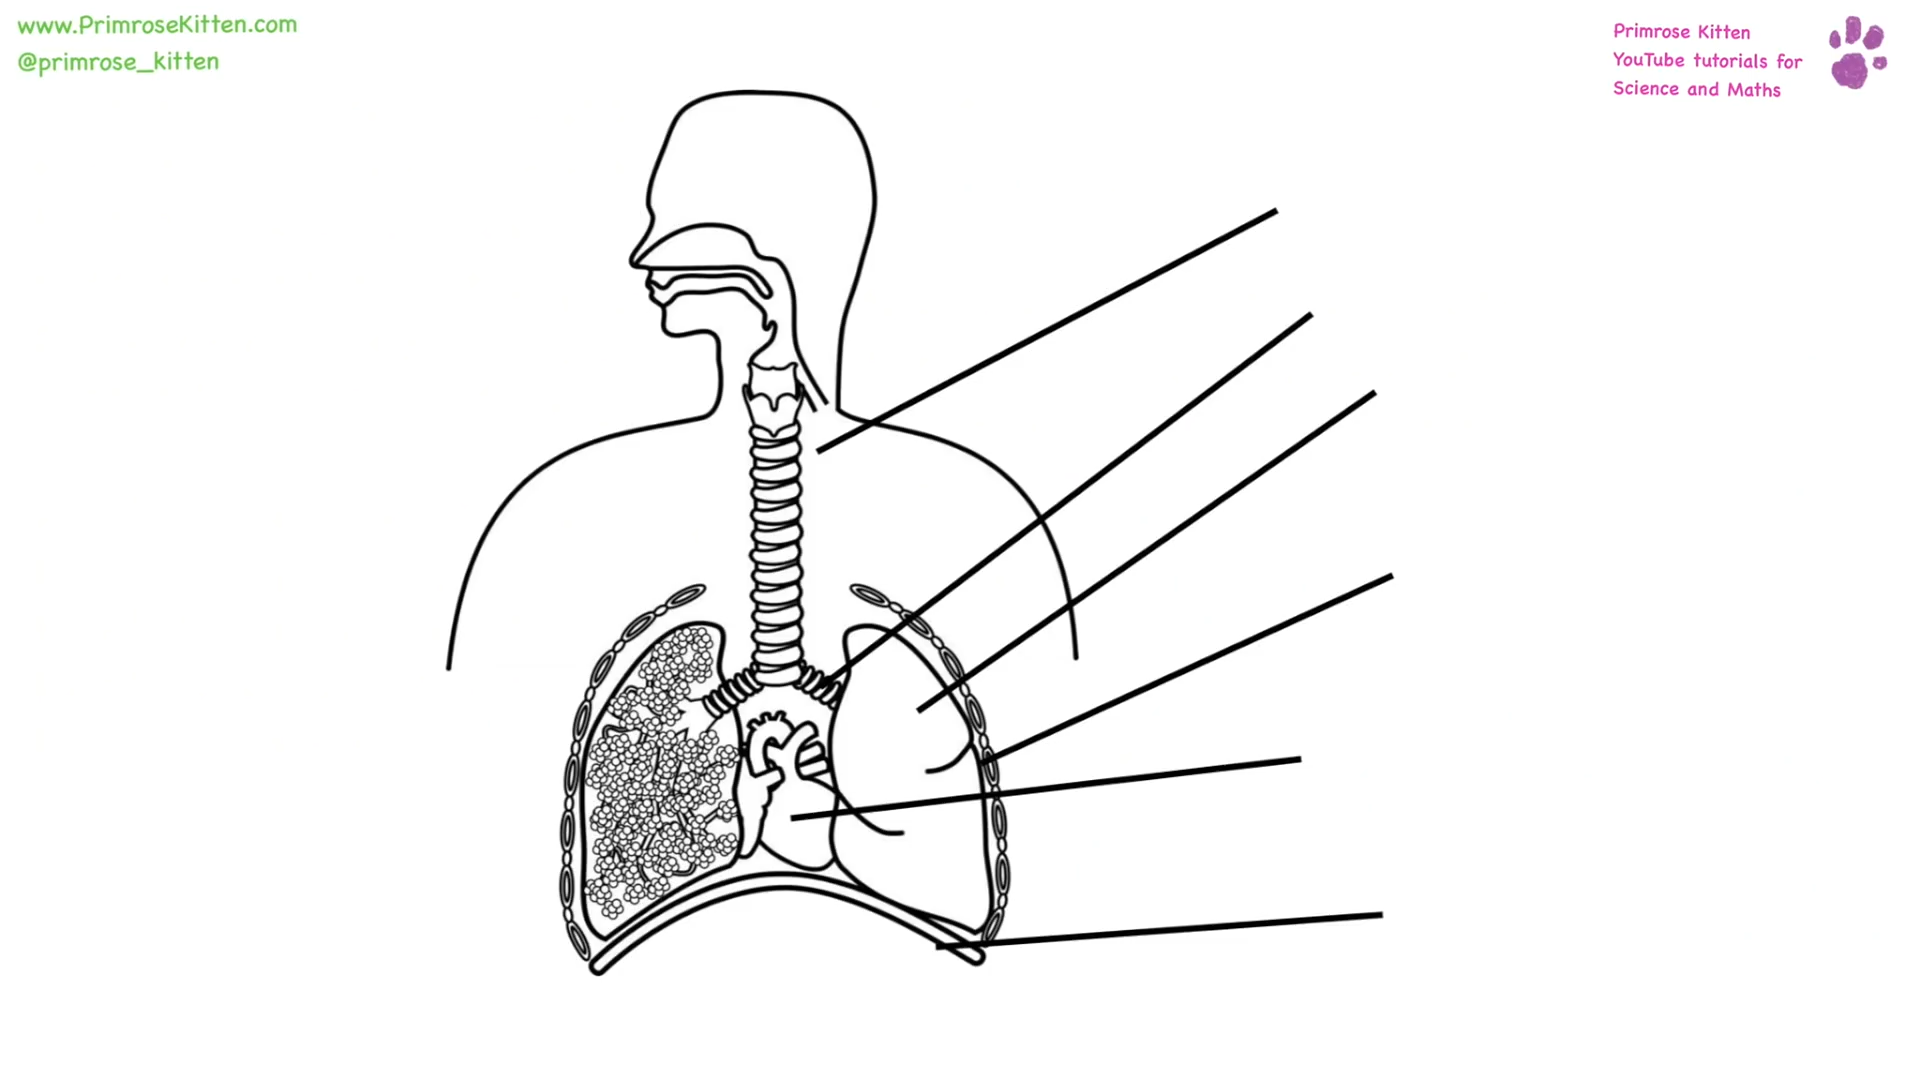 www.PrimroseKitten.com
@primrose_kitten
Primrose Kitten
YouTube tutorials for
Science and Maths